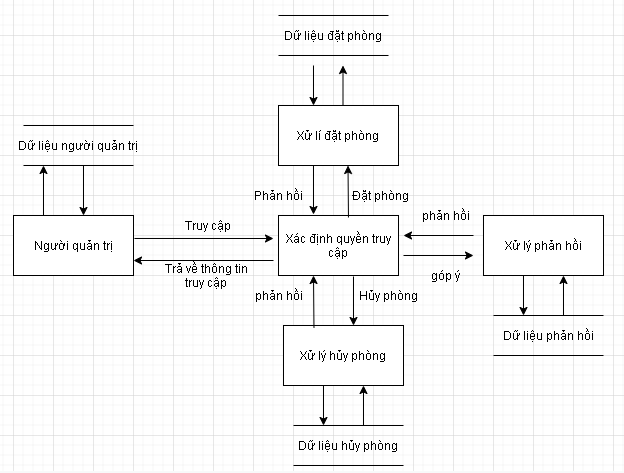 Dữ liệu đặt phòng
Xử lí đặt phòng
Dữ liệu người quản trị
Phản hồi
Đặt phòng
Người quản trị
Truy cập
Trả về thông tin
truy cập
Xác định quyền truy
cập
phản hồi
góp ý
Xử lý phản hồi
Dữ liệu phản hồi
phản hồi
Hủy phòng
Xử lý hủy phòng
Dữ liệu hủy phòng